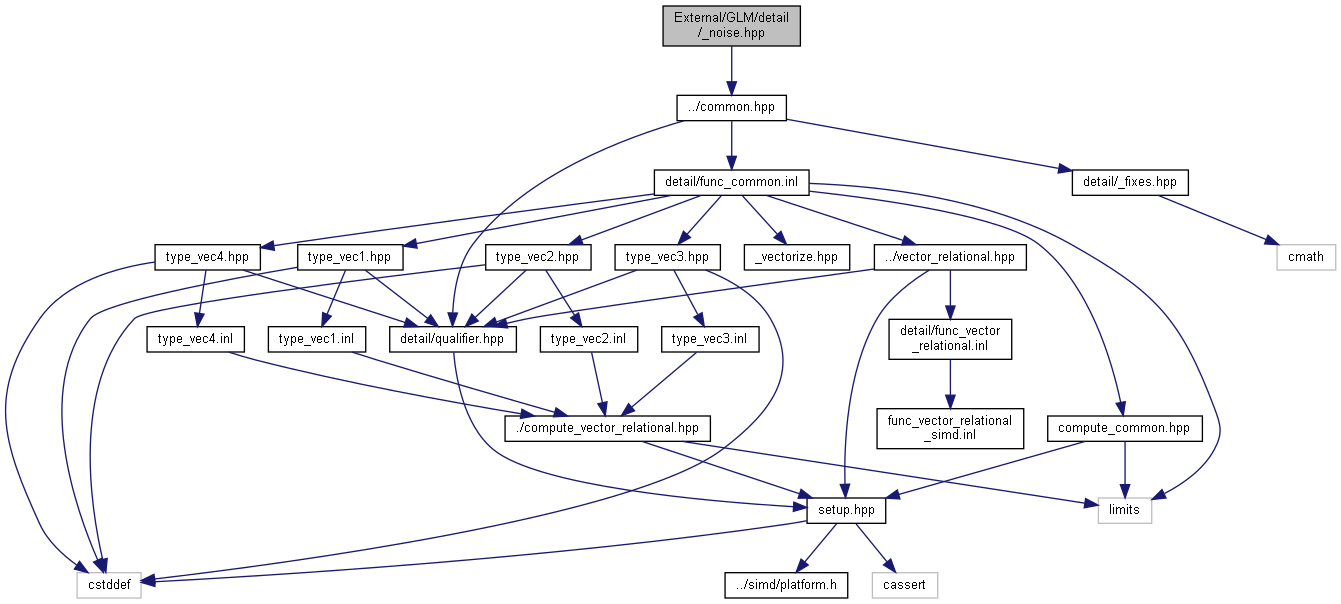 External/GLM/detail
/_noise.hpp
../common.hpp
detail/func_common.inl
detail/_fixes.hpp
type_vec4.hpp
type_vec1.hpp
type_vec2.hpp
type_vec3.hpp
_vectorize.hpp
../vector_relational.hpp
cmath
type_vec4.inl
type_vec1.inl
detail/qualifier.hpp
type_vec2.inl
type_vec3.inl
detail/func_vector
_relational.inl
./compute_vector_relational.hpp
func_vector_relational
_simd.inl
compute_common.hpp
setup.hpp
limits
cstddef
../simd/platform.h
cassert